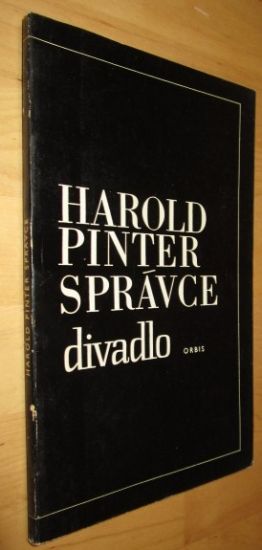 HAROLD
PINTER
SPRÁVCE
divadlo ORBIS
HAROLD PINTER SPRÁVCE